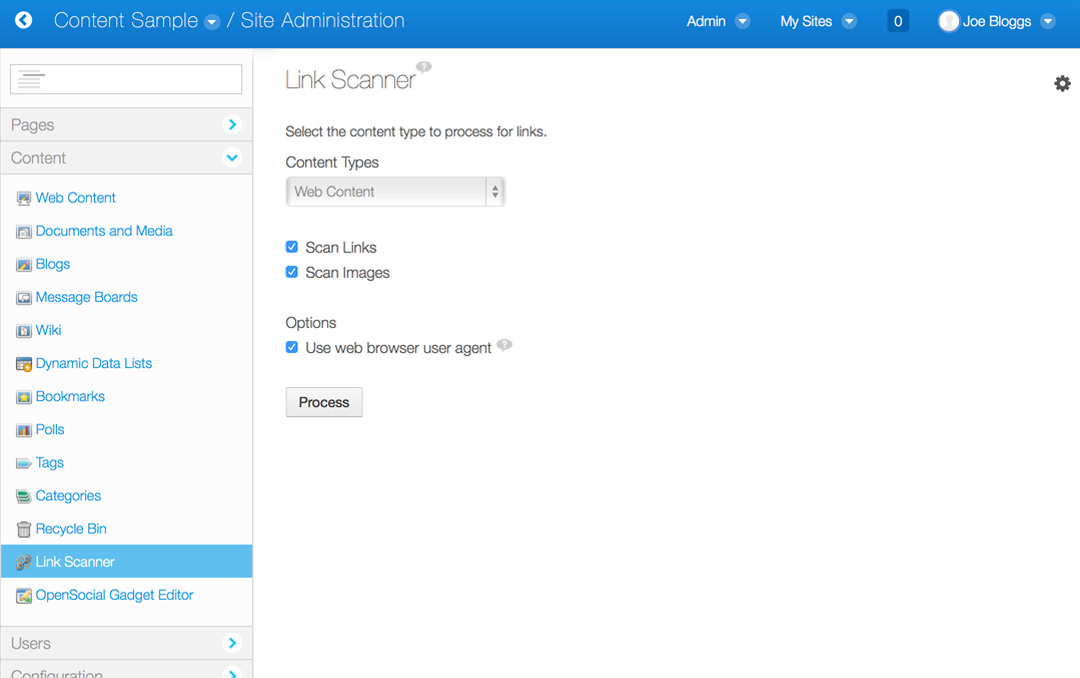 Content Sample / Site Administration
Admin My Sites 0 Joe Bloggs
Pages
Content
Web Content
Documents and Media
Blogs
Message Boards
Wiki
Dynamic Data Lists
Bookmarks
Polls
Tags
Categories
Recycle Bin
Link Scanner
OpenSocial Gadget Editor
Users
Configuration
Link Scanner
Select the content type to process for links.
Content Types
Web Content
Scan Links
Scan Images
Options
Use web browser user agent
Process